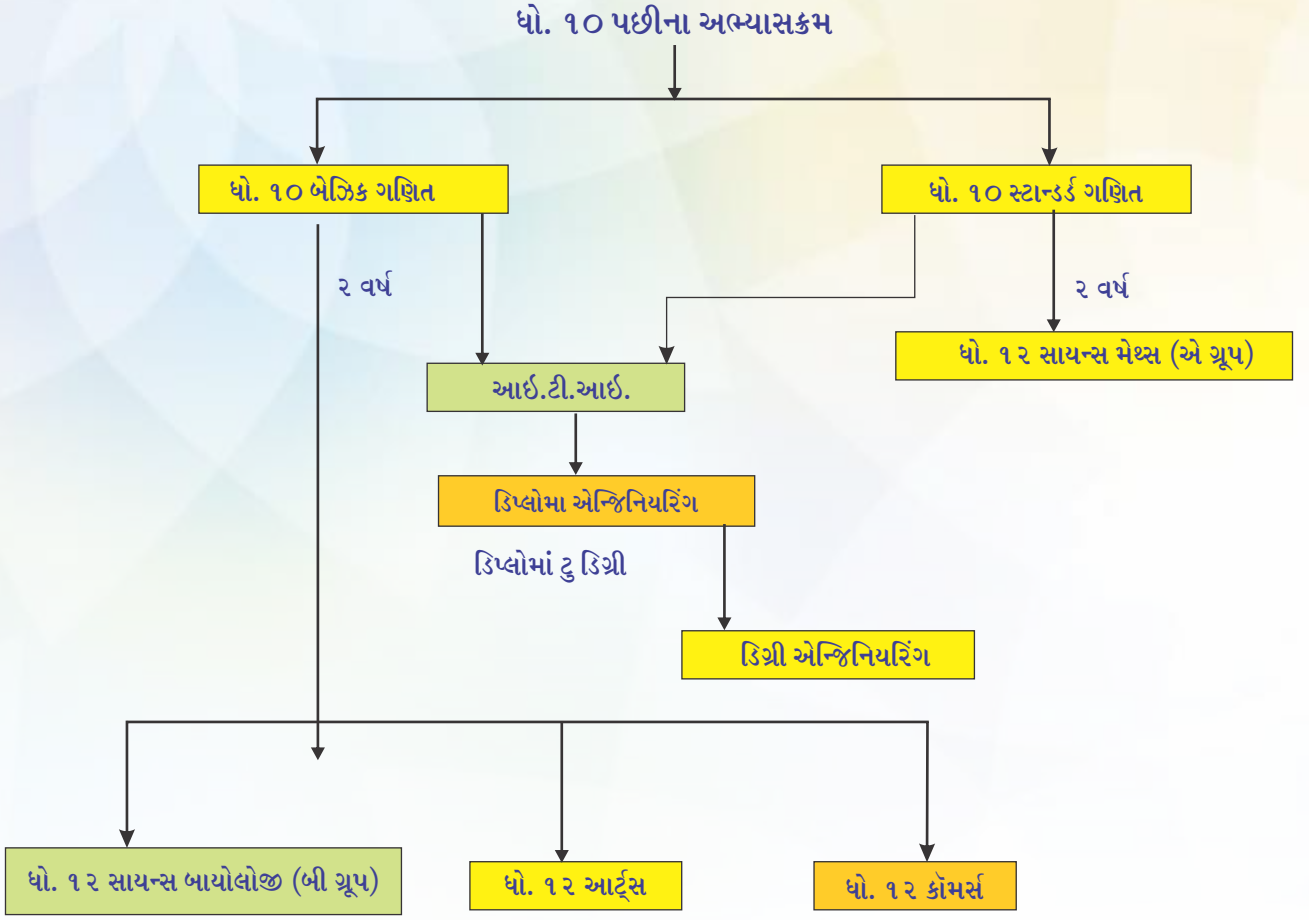 ધો. ૧૦ પછીના અભ્યાસક્રમ
ધો. ૧૦ બેઝિક ગણિત
ધો. ૧૦ સ્ટાન્ડર્ડ ગણિત
૨ વર્ષ
૨ વર્ષ
ધો. ૧૨ સાયન્સ મેથ્સ (એ ગ્રૂપ)
આઈ.ટી.આઈ.
ડિપ્લોમા એન્જિનિયરિંગ
ડિપ્લોમાં ટુ ડિગ્રી
ડિગ્રી એન્જિનિયરિંગ
ધો. ૧૨ સાયન્સ બાયોલોજી (બી ગ્રૂપ)
ધો. ૧૨ આર્ટ્સ
ધો. ૧૨ કૉમર્સ